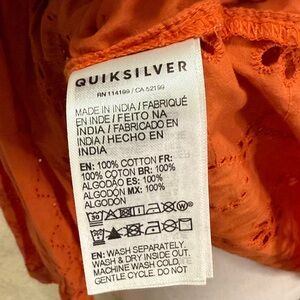 QUIKSILVER
RN 114199 / CA 52199
MADE IN INDIA / FABRIQUÉ
EN INDE / FEITO NA
INDIA / FABRICADO EN
INDIA / HECHO EN
INDIA
EN: 100% COTTON FR:
100% COTON BR: 100%
ALGODÃO ES: 100%
ALGODÓN MX: 100%
ALGODÓN
30
EN: WASH SEPARATELY.
WASH & DRY INSIDE OUT.
MACHINE WASH COLD,
GENTLE CYCLE. DO NOT